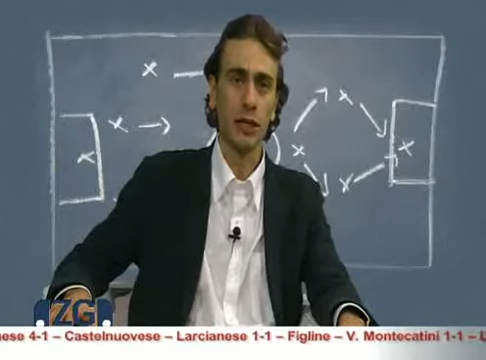 ZG
nese 4-1 – Castelnuovese – Larcianese 1-1 – Figline – V. Montecatini 1-1 –